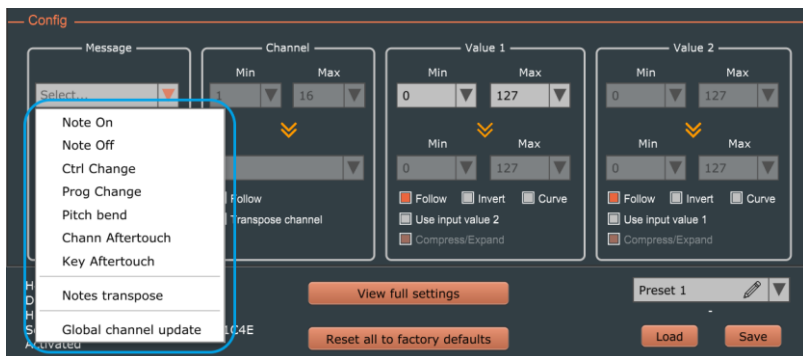 Config
Message
Channel
Value 1
Value 2
Min Max
Min Max
Min Max
Select...
1 16
0 127
0 127
Note On
Note Off
Ctrl Change
Prog Change
Pitch bend
Chann Aftertouch
Key Aftertouch
Notes transpose
Global channel update
Min Max
Min Max
0 127
0 127
Follow
Transpose channel
Follow Invert Curve
Use input value 2
Compress/Expand
Follow Invert Curve
Use input value 1
Compress/Expand
View full settings
Preset 1
-
1C4E
Activated
Reset all to factory defaults
Load Save